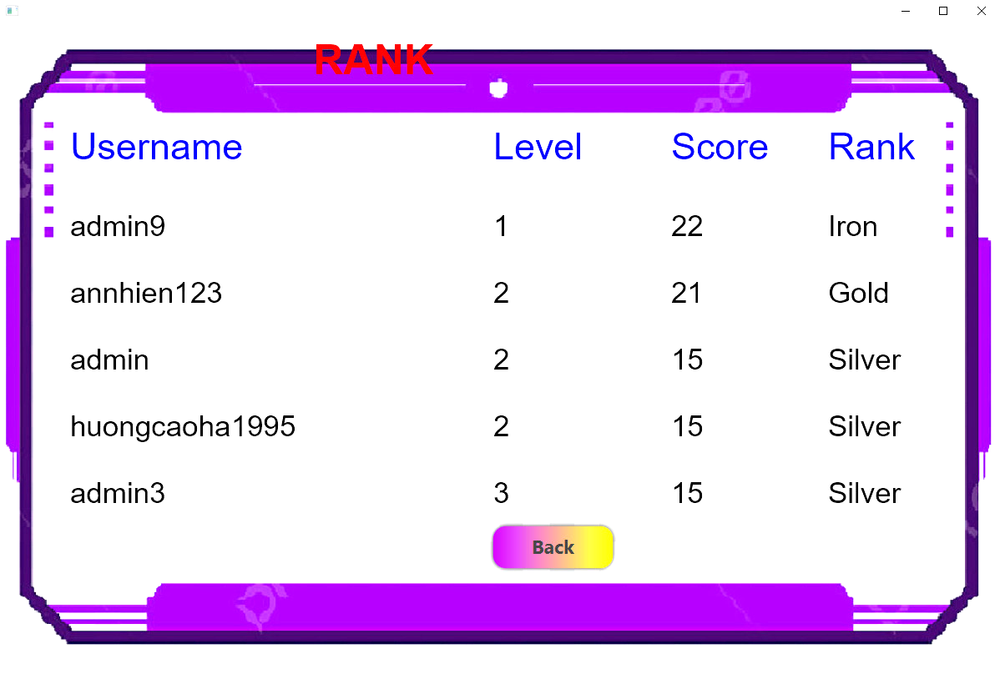 RANK
Username Level Score Rank
admin9 1 22 Iron
annhien123 2 21 Gold
admin 2 15 Silver
huongcaoha1995 2 15 Silver
admin3 3 15 Silver
Back